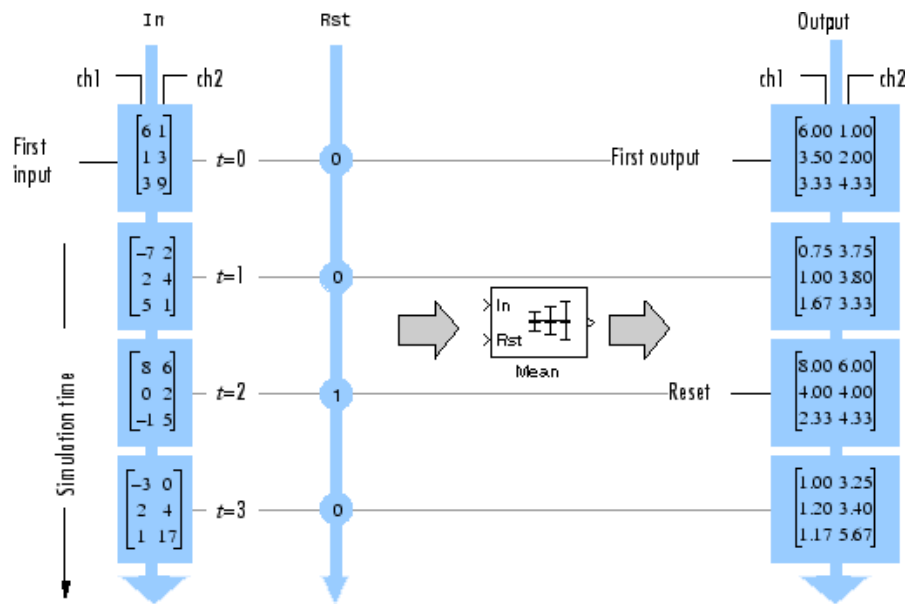 In Rst Output
ch1 ch2 ch1 ch2
First input
6 1
1 3
3 9
t=0
0
First output
6.00 1.00
3.50 2.00
3.33 4.33
-7 2
2 4
5 1
t=1
0
0.75 3.75
1.00 3.80
1.67 3.33
In
Rst
Mean
Simulation time
8 6
0 2
-1 5
t=2
1
Reset
8.00 6.00
4.00 4.00
2.33 4.33
-3 0
2 4
1 17
t=3
0
1.00 3.25
1.20 3.40
1.17 5.67